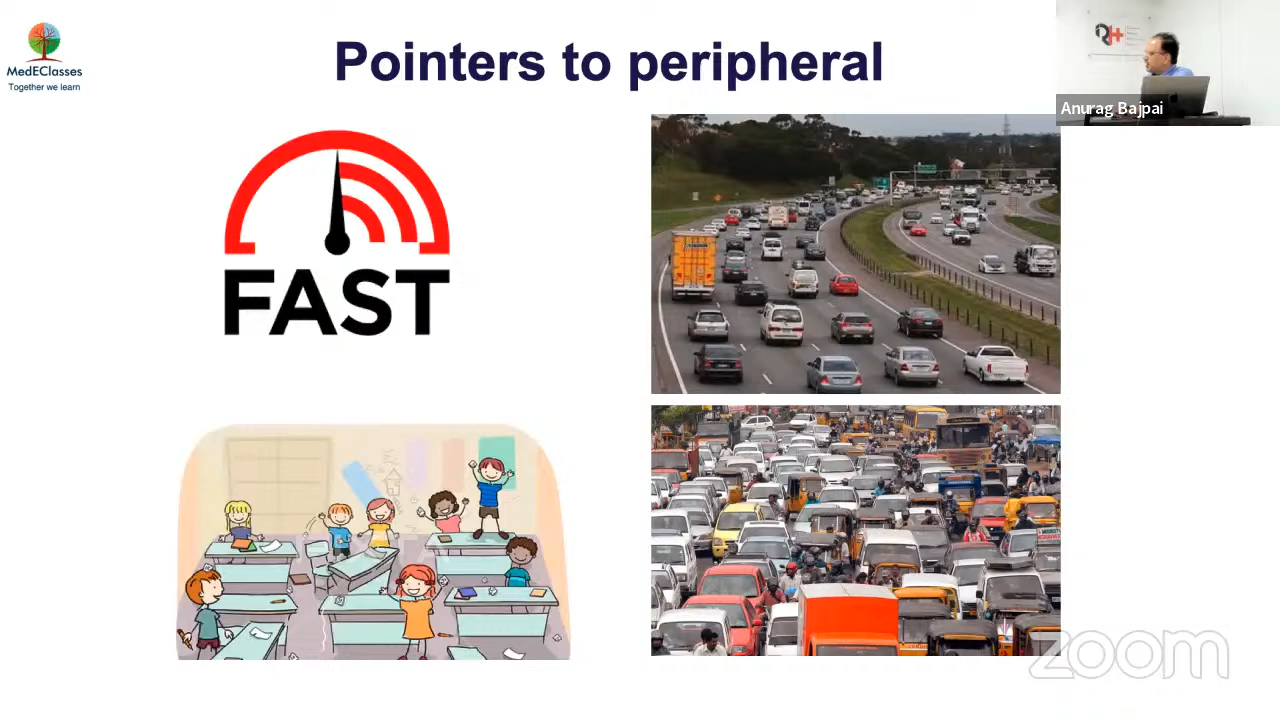 MedEClasses
Together we learn
Pointers to peripheral
Anurag Bajpai
FAST
zoom